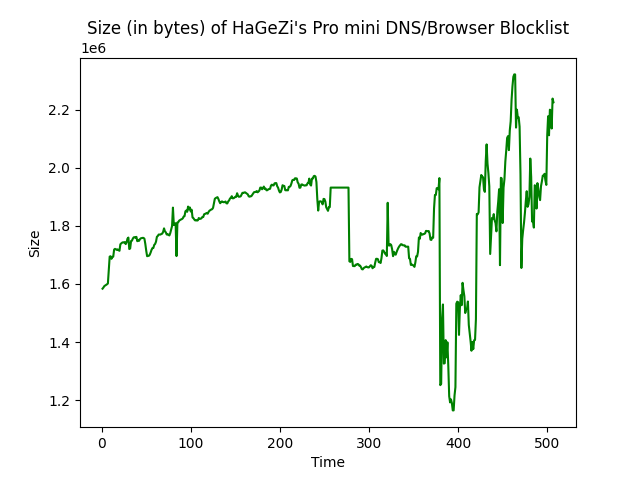 Size (in bytes) of HaGeZi's Pro mini DNS/Browser Blocklist
1e6
2.2
2.0
1.8
1.6
1.4
1.2
Size
0 100 200 300 400 500
Time